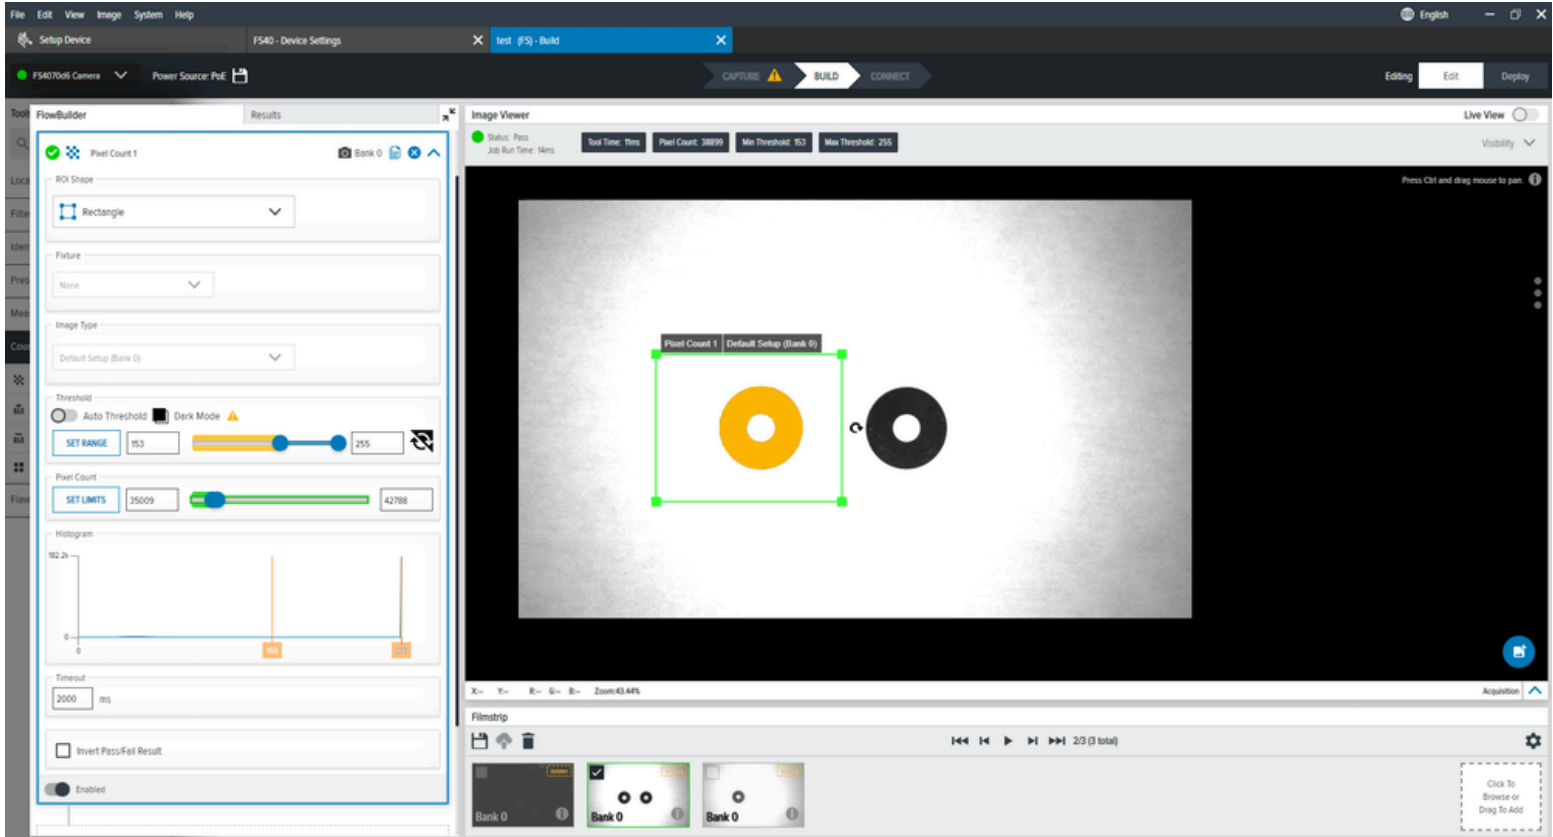 File Edit View Image System Help
English
Setup Device
FS40 - Device Settings
test (FS) - Build
FS4070d6 Camera
Power Source: PoE
CAPTURE
BUILD
CONNECT
Editing
Edit
Deploy
FlowBuilder
Results
Pixel Count 1
Bank 0
ROI Shape
Rectangle
Fixture
None
Image Type
Default Setup (Bank 0)
Threshold
Auto Threshold
Dark Mode
SET RANGE
153
255
Pixel Count
SET LIMITS
35009
42788
Histogram
0
0
Timeout
2000 ms
Invert Pass/Fail Result
Enabled
Image Viewer
Live View
Status: Pass
Job Run Time: 14ms
Tool Time: 11ms
Pixel Count: 38899
Min Threshold: 153
Max Threshold: 255
Visibility
Press Ctrl and drag mouse to pan.
Pixel Count 1
Default Setup (Bank 0)
X:-- Y:-- R:-- G:-- B:-- Zoom:43.44%
Acquisition
Filmstrip
2/3 (3 total)
Bank 0
Bank 0
Bank 0
Click To
Browse or
Drag To Add